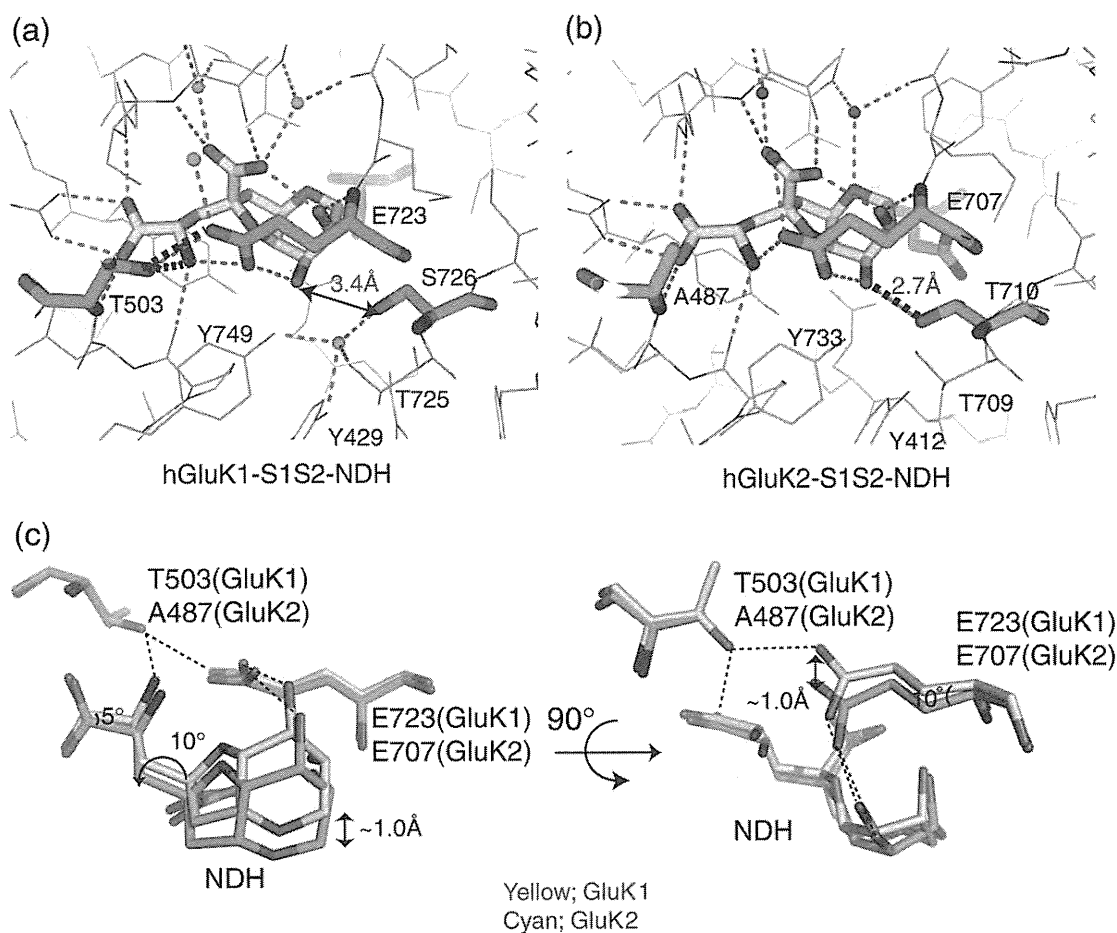 (a)
E723
3.4Å
S726
T503
Y749
T725
Y429
hGluK1-S1S2-NDH
(b)
E707
2.7Å
A487
T710
Y733
T709
Y412
hGluK2-S1S2-NDH
(c)
T503(GluK1)
A487(GluK2)
5°
10°
E723(GluK1)
E707(GluK2)
~1.0Å
NDH
90°
T503(GluK1)
A487(GluK2)
E723(GluK1)
E707(GluK2)
~1.0Å
NDH
Yellow; GluK1
Cyan; GluK2